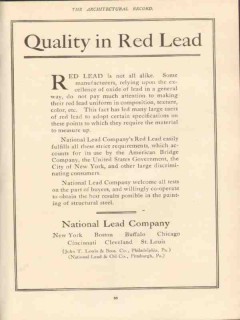 THE ARCHITECTURAL RECORD.
Quality in Red Lead
RED LEAD is not all alike. Some
manufacturers, relying upon the ex-
cellence of oxide of lead in a general
way, do not pay much attention to making
their red lead uniform in composition, texture,
color, etc. This fact has led many large users
of red lead to adopt certain specifications on
these points to which they require the material
to measure up.
National Lead Company's Red Lead easily
fulfills all these strict requirements, which ac-
counts for its use by the American Bridge
Company, the United States Government, the
City of New York, and other large discrimi-
nating consumers.
National Lead Company welcome all tests
on the part of buyers, and willingly co-operate
to obtain the best results possible in the paint-
ing of structural steel.
National Lead Company
New York Boston Buffalo Chicago
Cincinnati Cleveland St. Louis
(John T. Lewis & Bros. Co., Philadelphia, Pa.)
(National Lead & Oil Co., Pittsburgh, Pa.)